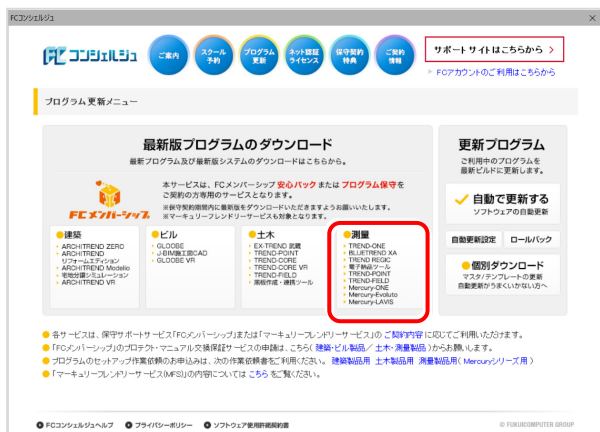 FCコンシェルジュ
FCコンシェルジュ
ご案内
スクール
予約
プログラム
更新
ネット認証
ライセンス
保守契約
特典
ご契約
情報
サポートサイトはこちらから >
FCアカウントのご利用はこちらから
プログラム更新メニュー
最新版プログラムのダウンロード
最新プログラム及び最新版システムのダウンロードはこちらから。
FCメンバーシップ
本サービスは、FCメンバーシップ 安心パック または プログラム保守を
ご契約の方専用のサービスとなります。
※保守契約期間内に最新版をダウンロードいただきますようお願いいたします。
※マーキュリーフレンドリーサービスも対象となります。
●建築
ARCHITREND ZERO
ARCHITREND
リフォームエディション
ARCHITREND Modelio
宅地分譲シミュレーション
ARCHITREND VR
●ビル
GLOOBE
J-BIM施工図CAD
GLOOBE VR
●土木
EX-TREND 武蔵
TREND-POINT
TREND-CORE
TREND-CORE VR
TREND-FIELD
黒板作成・連携ツール
●測量
TREND-ONE
BLUETREND XA
TREND REGIC
電子納品ツール
TREND-POINT
TREND-FIELD
Mercury-ONE
Mercury-Evoluto
Mercury-LAVIS
更新プログラム
ご利用中のプログラムを
最新ビルドに更新します。
自動で更新する
ソフトウェアの自動更新
自動更新設定
ロールバック
●個別ダウンロード
マスタ/テンプレートの更新
自動更新がうまくいかない方へ
●各サービスは、保守サポートサービス「FCメンバーシップ」または「マーキュリーフレンドリーサービス」の ご契約内容 に応じてご利用いただけます。
●「FCメンバーシップ」のプロテクト・マニュアル交換保証サービスの申請は、こちら( 建築・ビル製品 / 土木・測量製品 )からお願いします。
●プログラムのセットアップ作業依頼のお申込みは、次の作業依頼書をご利用ください。 建築製品用 土木製品用 測量製品用( Mercuryシリーズ用 )
●「マーキュリーフレンドリーサービス(MFS)」の内容については こちら をご覧ください。
FCコンシェルジュヘルプ
プライバシーポリシー
ソフトウェア使用許諾契約書
© FUKUICOMPUTER GROUP